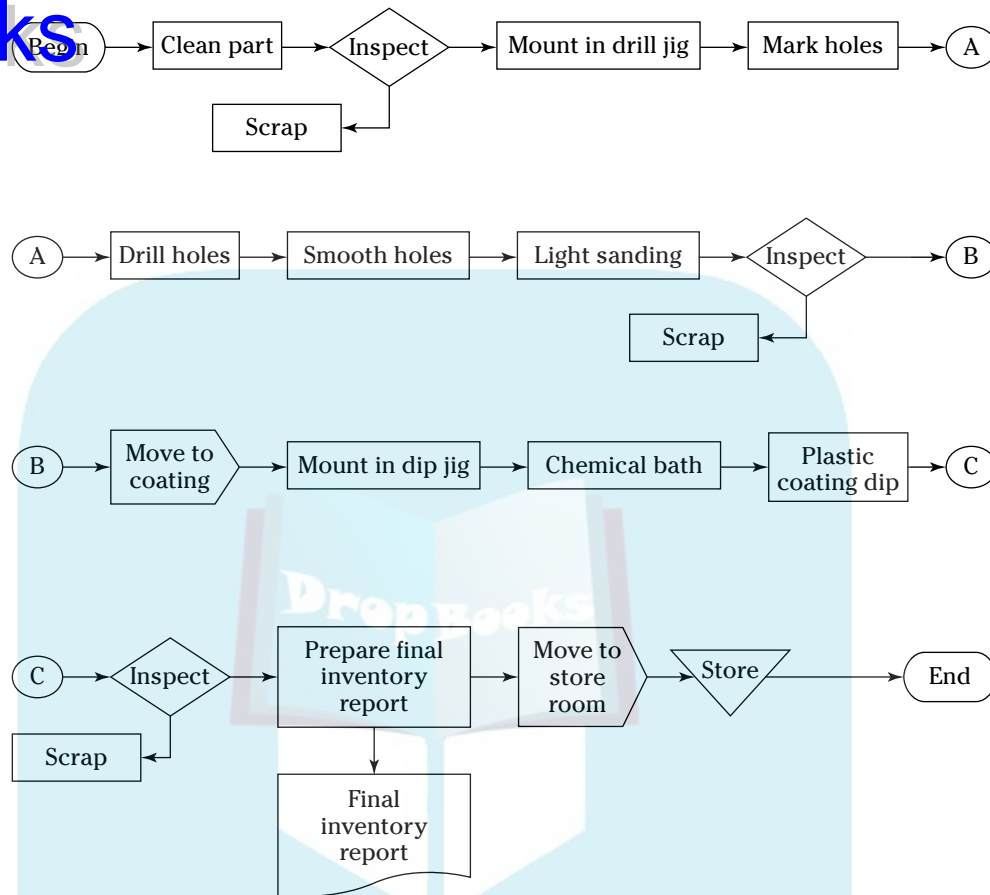 ks
Begin
Clean part
Inspect
Mount in drill jig
Mark holes
A
Scrap
A
Drill holes
Smooth holes
Light sanding
Inspect
B
Scrap
B
Move to
coating
Mount in dip jig
Chemical bath
Plastic
coating dip
C
DropBooks
C
Inspect
Prepare final
inventory
report
Move to
store
room
Store
End
Scrap
Final
inventory
report